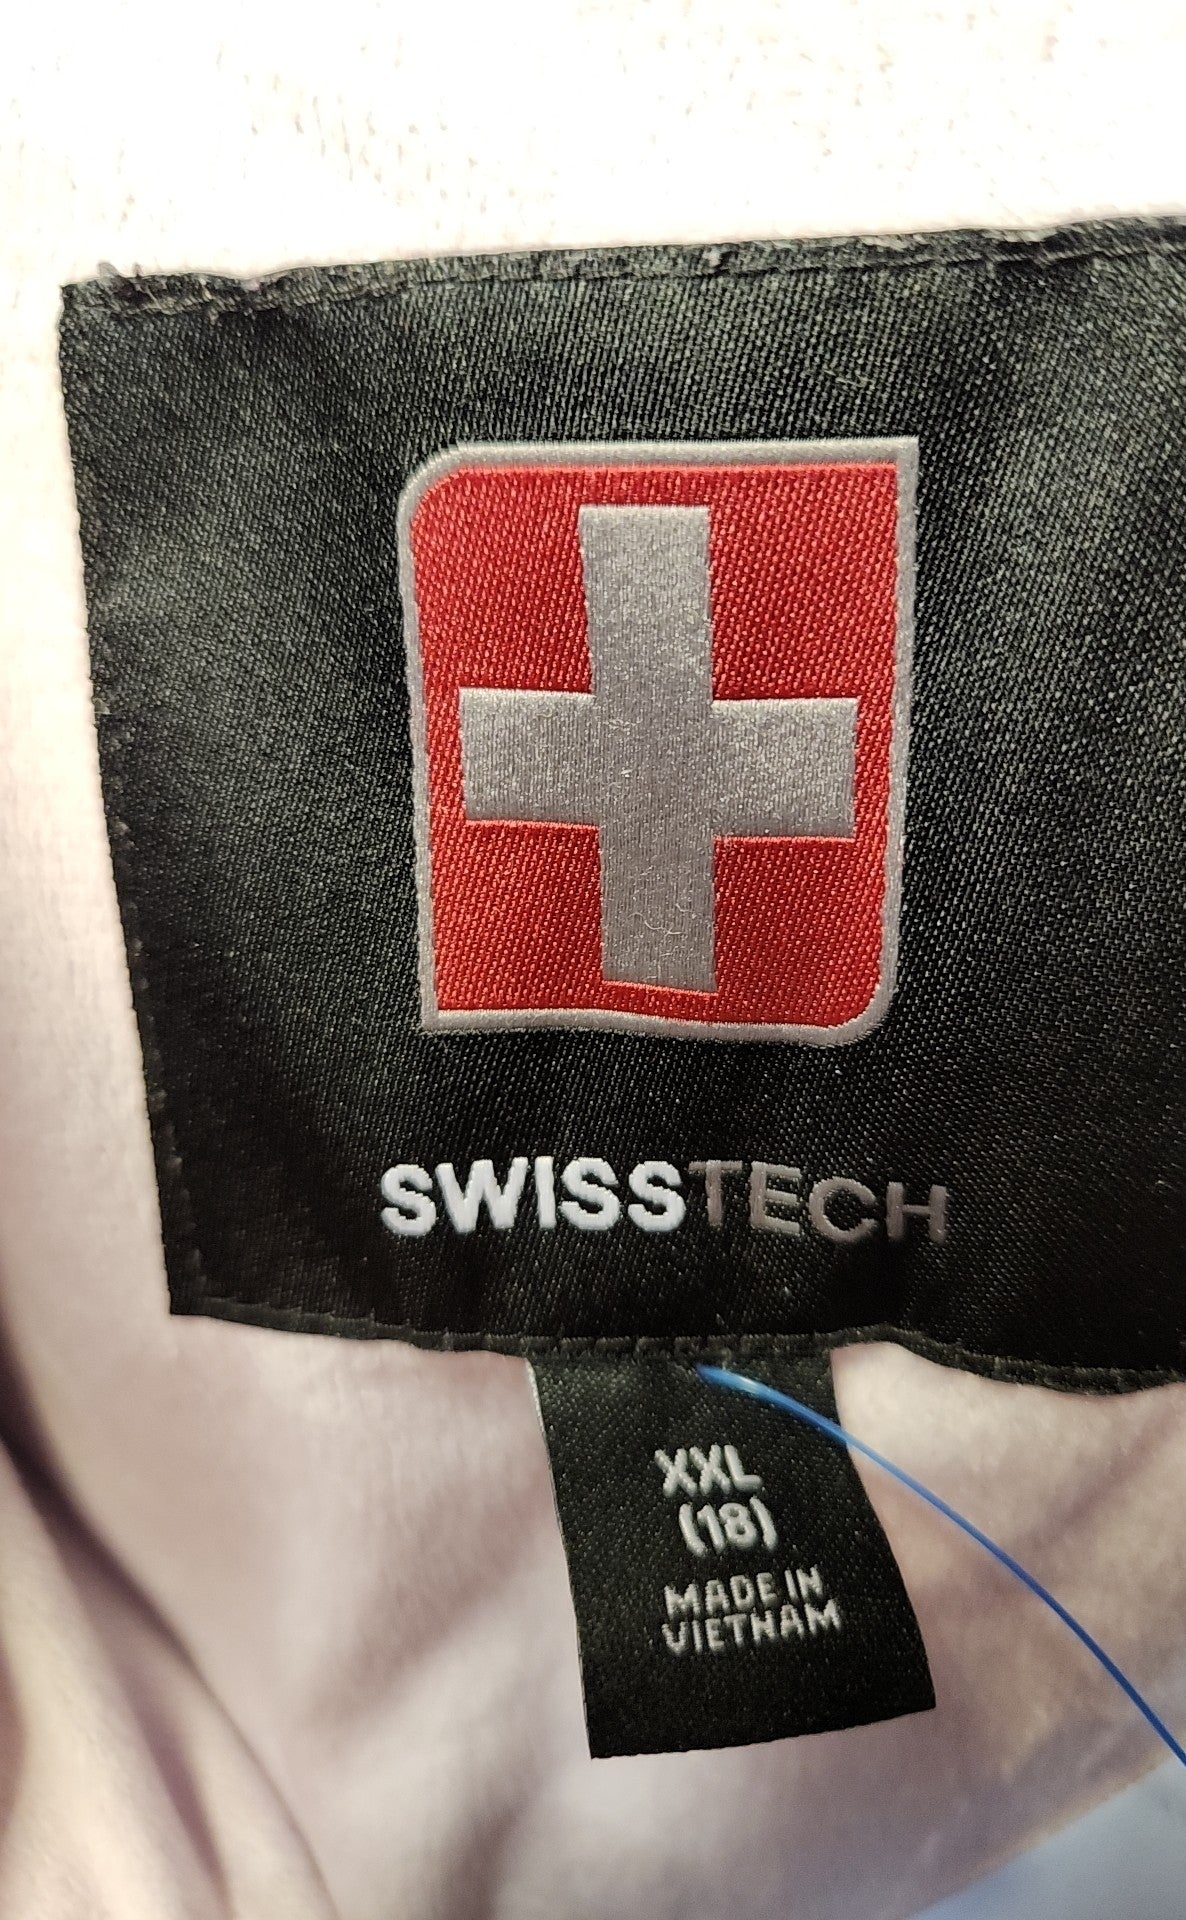 SWISSTECH
XXL
(18)
MADE IN
VIETNAM